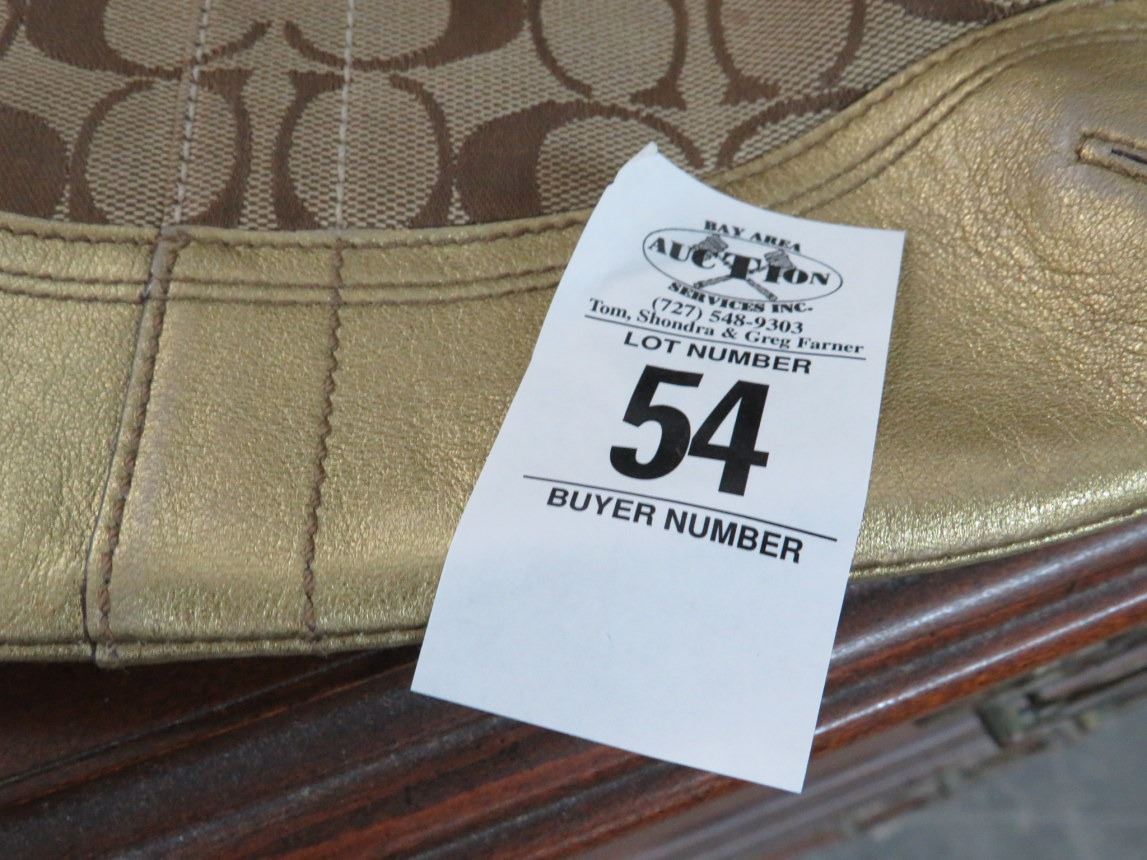 BAY AREA
AUCTION
SERVICES INC.
(727) 548-9303
Tom, Shondra & Greg Farner
LOT NUMBER
54
BUYER NUMBER